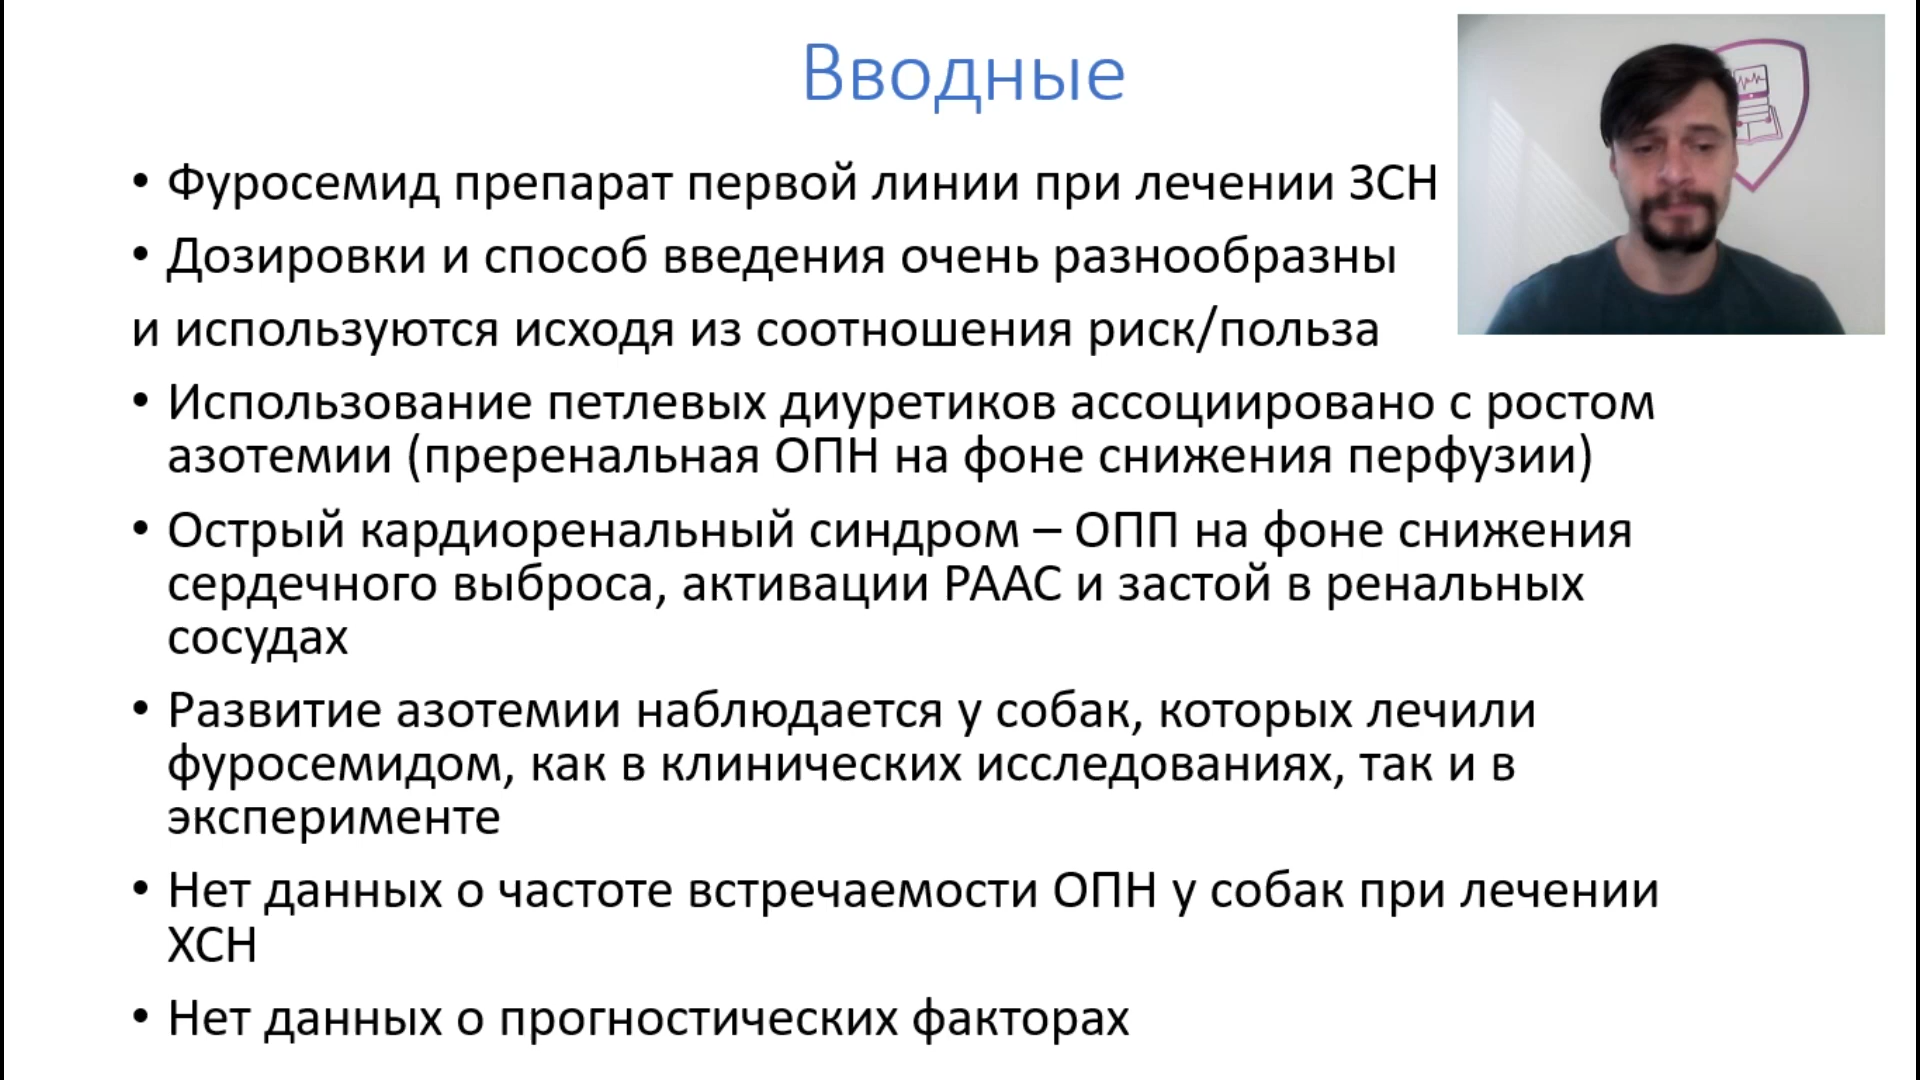 Вводные
• Фуросемид препарат первой линии при лечении ЗСН
• Дозировки и способ введения очень разнообразны
и используются исходя из соотношения риск/польза
• Использование петлевых диуретиков ассоциировано с ростом
азотемии (преренальная ОПН на фоне снижения перфузии)
• Острый кардиоренальный синдром – ОПП на фоне снижения
сердечного выброса, активации РААС и застой в ренальных
сосудах
• Развитие азотемии наблюдается у собак, которых лечили
фуросемидом, как в клинических исследованиях, так и в
эксперименте
• Нет данных о частоте встречаемости ОПН у собак при лечении
ХСН
• Нет данных о прогностических факторах